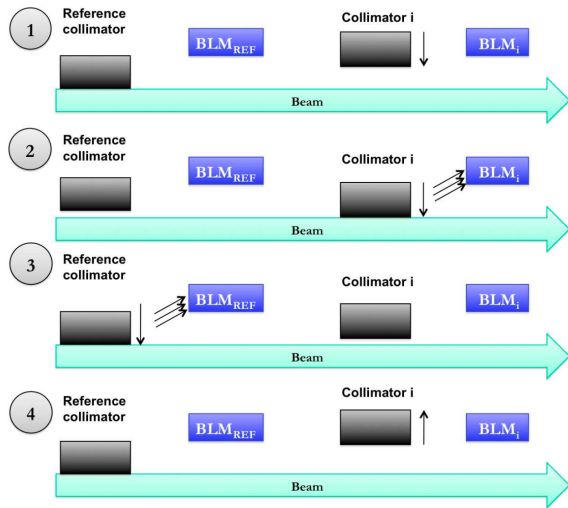 1
Reference
collimator
BLM_REF
Collimator i
BLM_i
Beam
2
Reference
collimator
BLM_REF
Collimator i
BLM_i
Beam
3
Reference
collimator
BLM_REF
Collimator i
BLM_i
Beam
4
Reference
collimator
BLM_REF
Collimator i
BLM_i
Beam